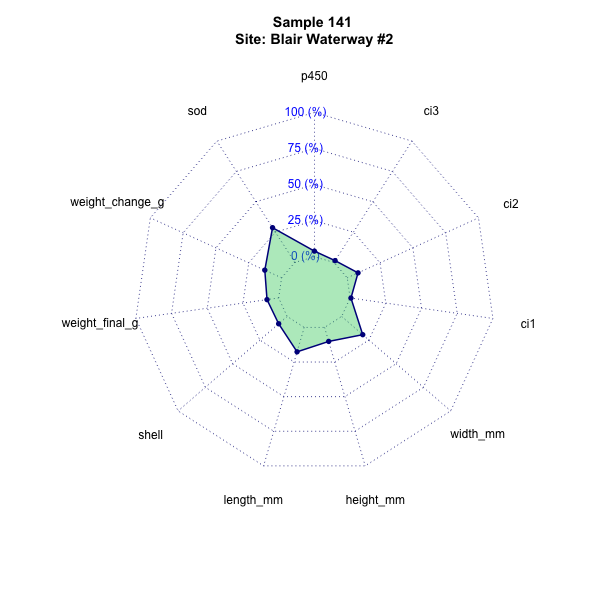 Sample 141
Site: Blair Waterway #2
p450
sod
ci3
100 (%)
75 (%)
50 (%)
25 (%)
0 (%)
weight_change_g
ci2
weight_final_g
ci1
shell
width_mm
length_mm
height_mm